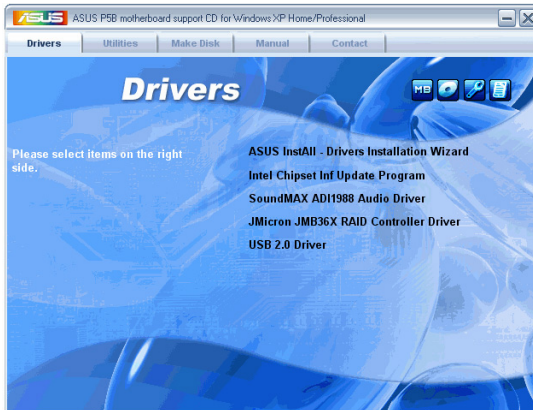 ASUS ASUS P5B motherboard support CD for Windows XP Home/Professional
Drivers Utilities Make Disk Manual Contact
Drivers
MB
Please select items on the right
side.
ASUS InstAll - Drivers Installation Wizard
Intel Chipset Inf Update Program
SoundMAX ADI1988 Audio Driver
JMicron JMB36X RAID Controller Driver
USB 2.0 Driver